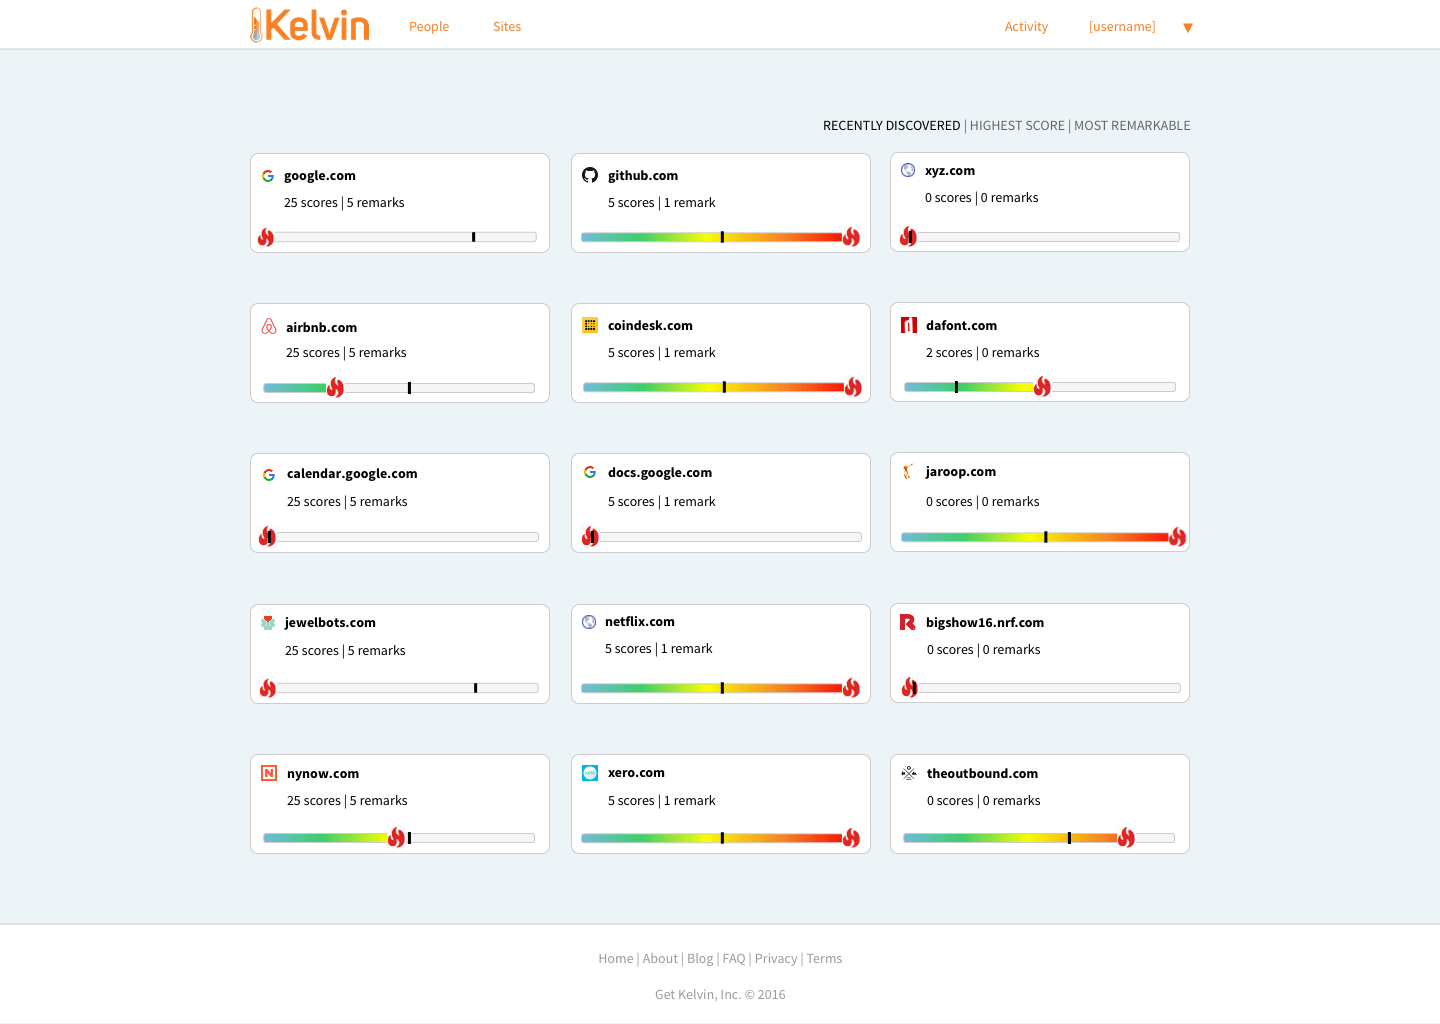 Kelvin People Sites Activity [username] ▼
RECENTLY DISCOVERED | HIGHEST SCORE | MOST REMARKABLE
google.com
25 scores | 5 remarks
github.com
5 scores | 1 remark
xyz.com
0 scores | 0 remarks
airbnb.com
25 scores | 5 remarks
coindesk.com
5 scores | 1 remark
dafont.com
2 scores | 0 remarks
calendar.google.com
25 scores | 5 remarks
docs.google.com
5 scores | 1 remark
jaroop.com
0 scores | 0 remarks
jewelbots.com
25 scores | 5 remarks
netflix.com
5 scores | 1 remark
bigshow16.nrf.com
0 scores | 0 remarks
nynow.com
25 scores | 5 remarks
xero.com
5 scores | 1 remark
theoutbound.com
0 scores | 0 remarks
Home | About | Blog | FAQ | Privacy | Terms
Get Kelvin, Inc. © 2016